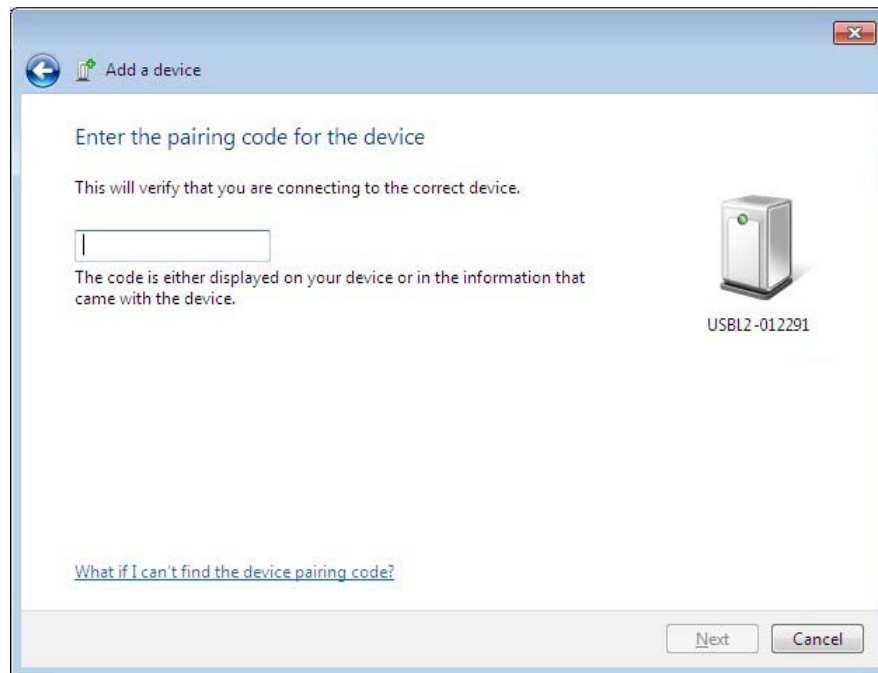 Add a device
Enter the pairing code for the device
This will verify that you are connecting to the correct device.
The code is either displayed on your device or in the information that
came with the device.
USBL2-012291
What if I can't find the device pairing code?
Next
Cancel